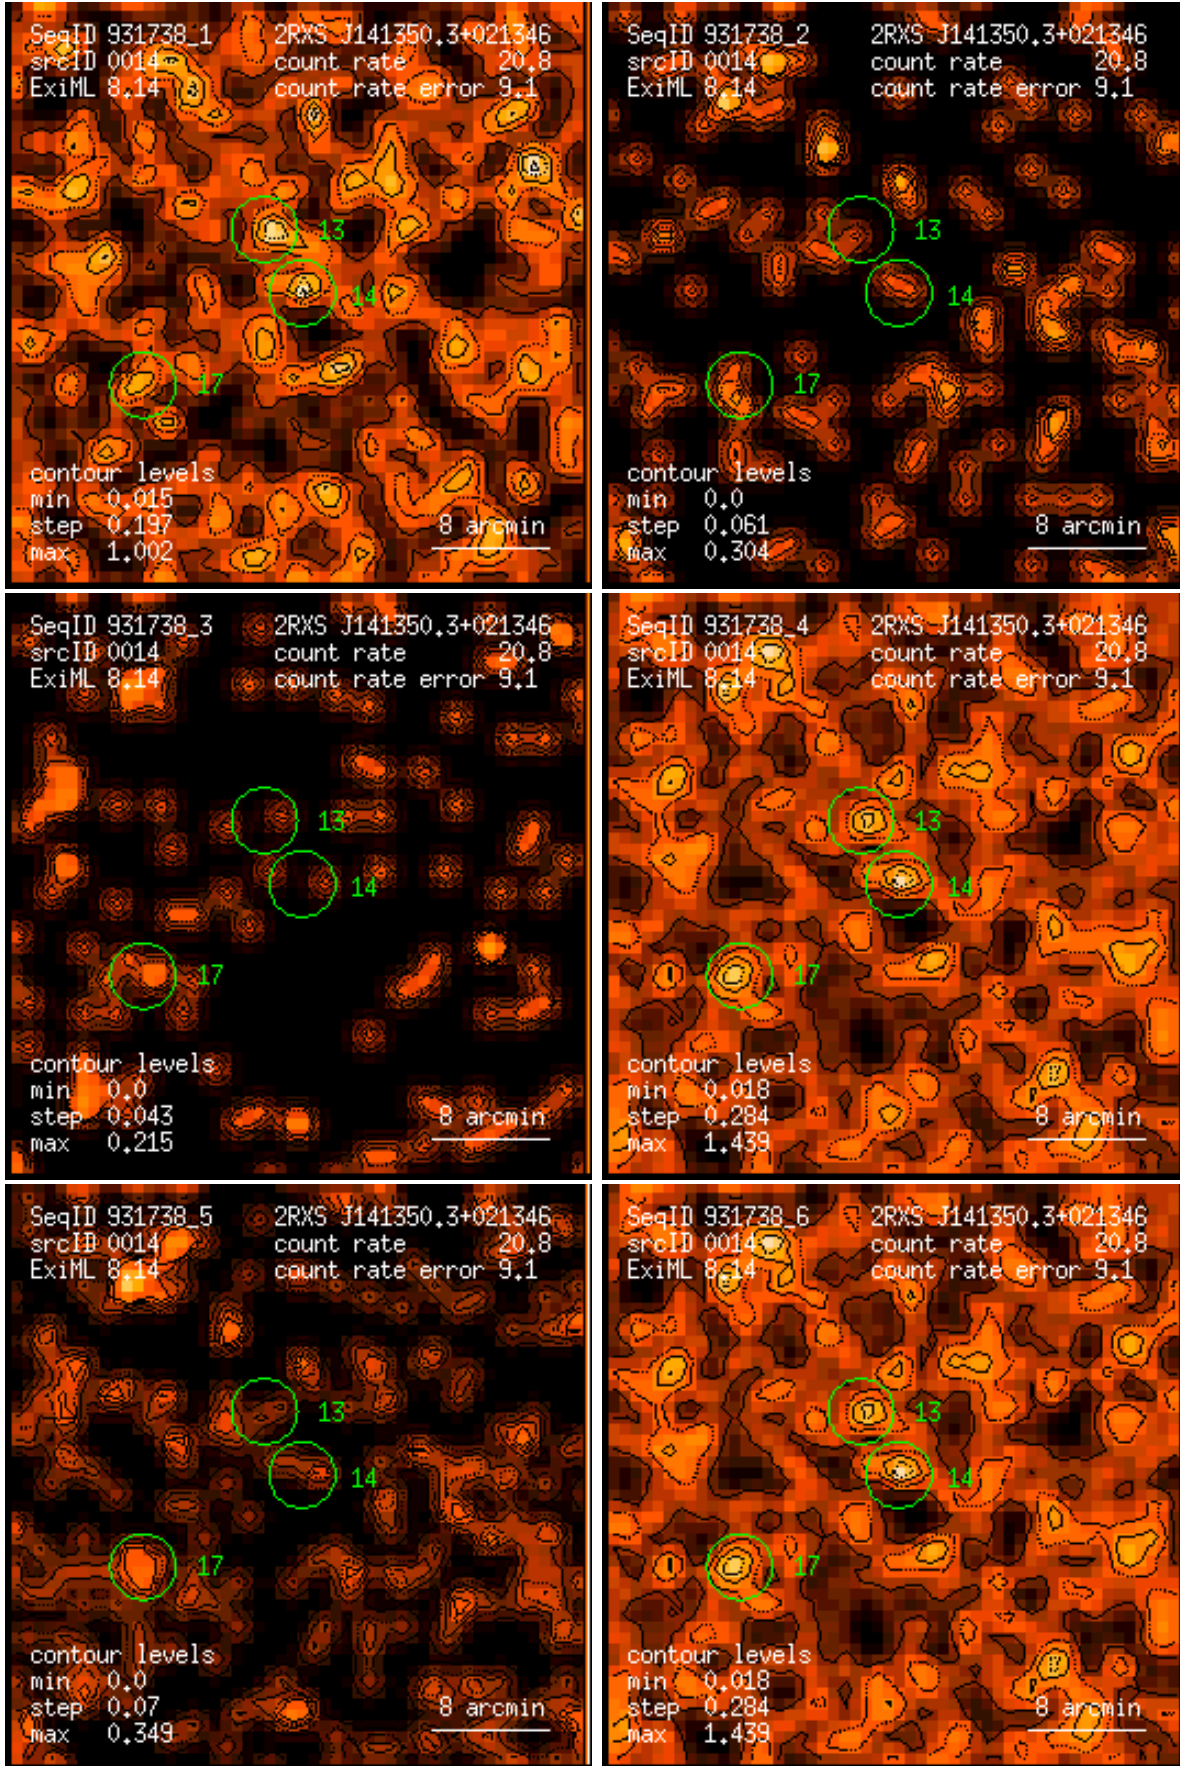 SeqID 931738_1 2RXS J141350.3+021346
srcID 0014 count rate 20.8
ExiML 8.14 count rate error 9.1
13
14
17
contour levels
min 0.015
step 0.197 8 arcmin
max 1.002
SeqID 931738_2 2RXS J141350.3+021346
srcID 0014 count rate 20.8
ExiML 8.14 count rate error 9.1
13
14
17
contour levels
min 0.0
step 0.061 8 arcmin
max 0.304
SeqID 931738_3 2RXS J141350.3+021346
srcID 0014 count rate 20.8
ExiML 8.14 count rate error 9.1
13
14
17
contour levels
min 0.0
step 0.043 8 arcmin
max 0.215
SeqID 931738_4 2RXS J141350.3+021346
srcID 0014 count rate 20.8
ExiML 8.14 count rate error 9.1
13
14
17
contour levels
min 0.018
step 0.284 8 arcmin
max 1.439
SeqID 931738_5 2RXS J141350.3+021346
srcID 0014 count rate 20.8
ExiML 8.14 count rate error 9.1
13
14
17
contour levels
min 0.0
step 0.07 8 arcmin
max 0.349
SeqID 931738_6 2RXS J141350.3+021346
srcID 0014 count rate 20.8
ExiML 8.14 count rate error 9.1
13
14
17
contour levels
min 0.018
step 0.284 8 arcmin
max 1.439